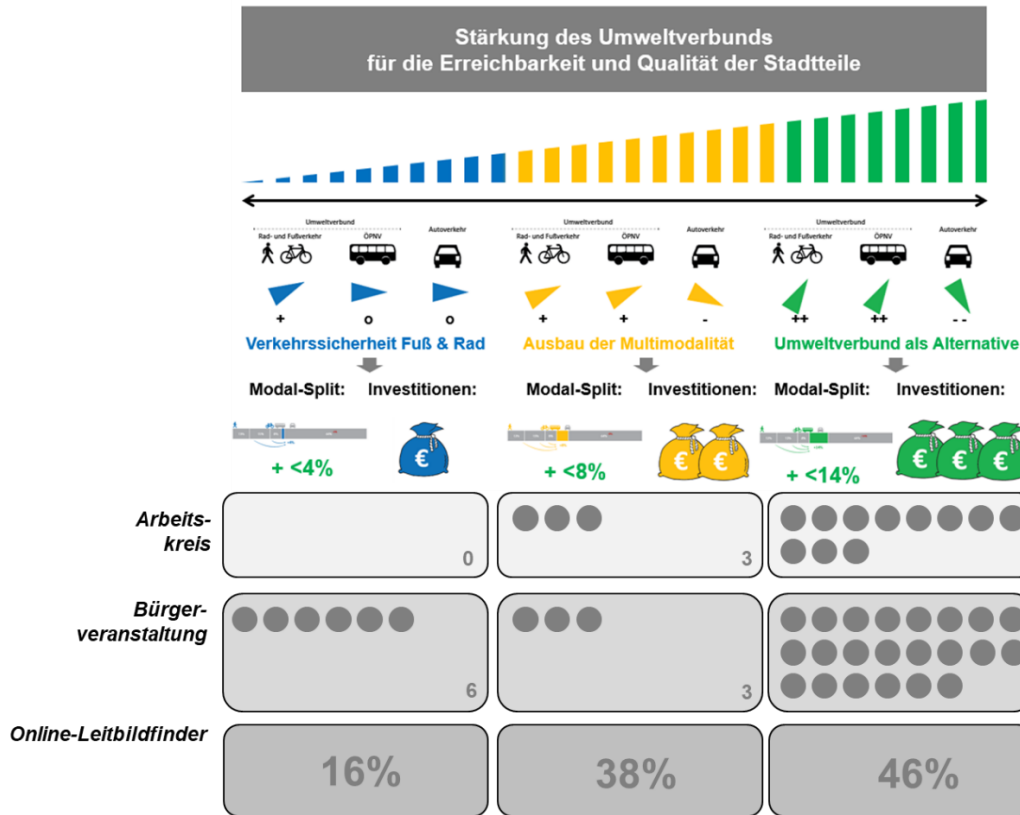 Stärkung des Umweltverbunds
für die Erreichbarkeit und Qualität der Stadtteile
Umweltverbund
Rad- und Fußverkehr
ÖPNV
Autoverkehr
+
o
o
Verkehrssicherheit Fuß & Rad
Modal-Split:
Investitionen:
+ <4%
€
Umweltverbund
Rad- und Fußverkehr
ÖPNV
Autoverkehr
+
+
-
Ausbau der Multimodalität
Modal-Split:
Investitionen:
+ <8%
€
€
Umweltverbund
Rad- und Fußverkehr
ÖPNV
Autoverkehr
++
++
- -
Umweltverbund als Alternative
Modal-Split:
Investitionen:
+ <14%
€
€
€
Arbeits-
kreis
0
3
Bürger-
veranstaltung
6
3
Online-Leitbildfinder
16%
38%
46%